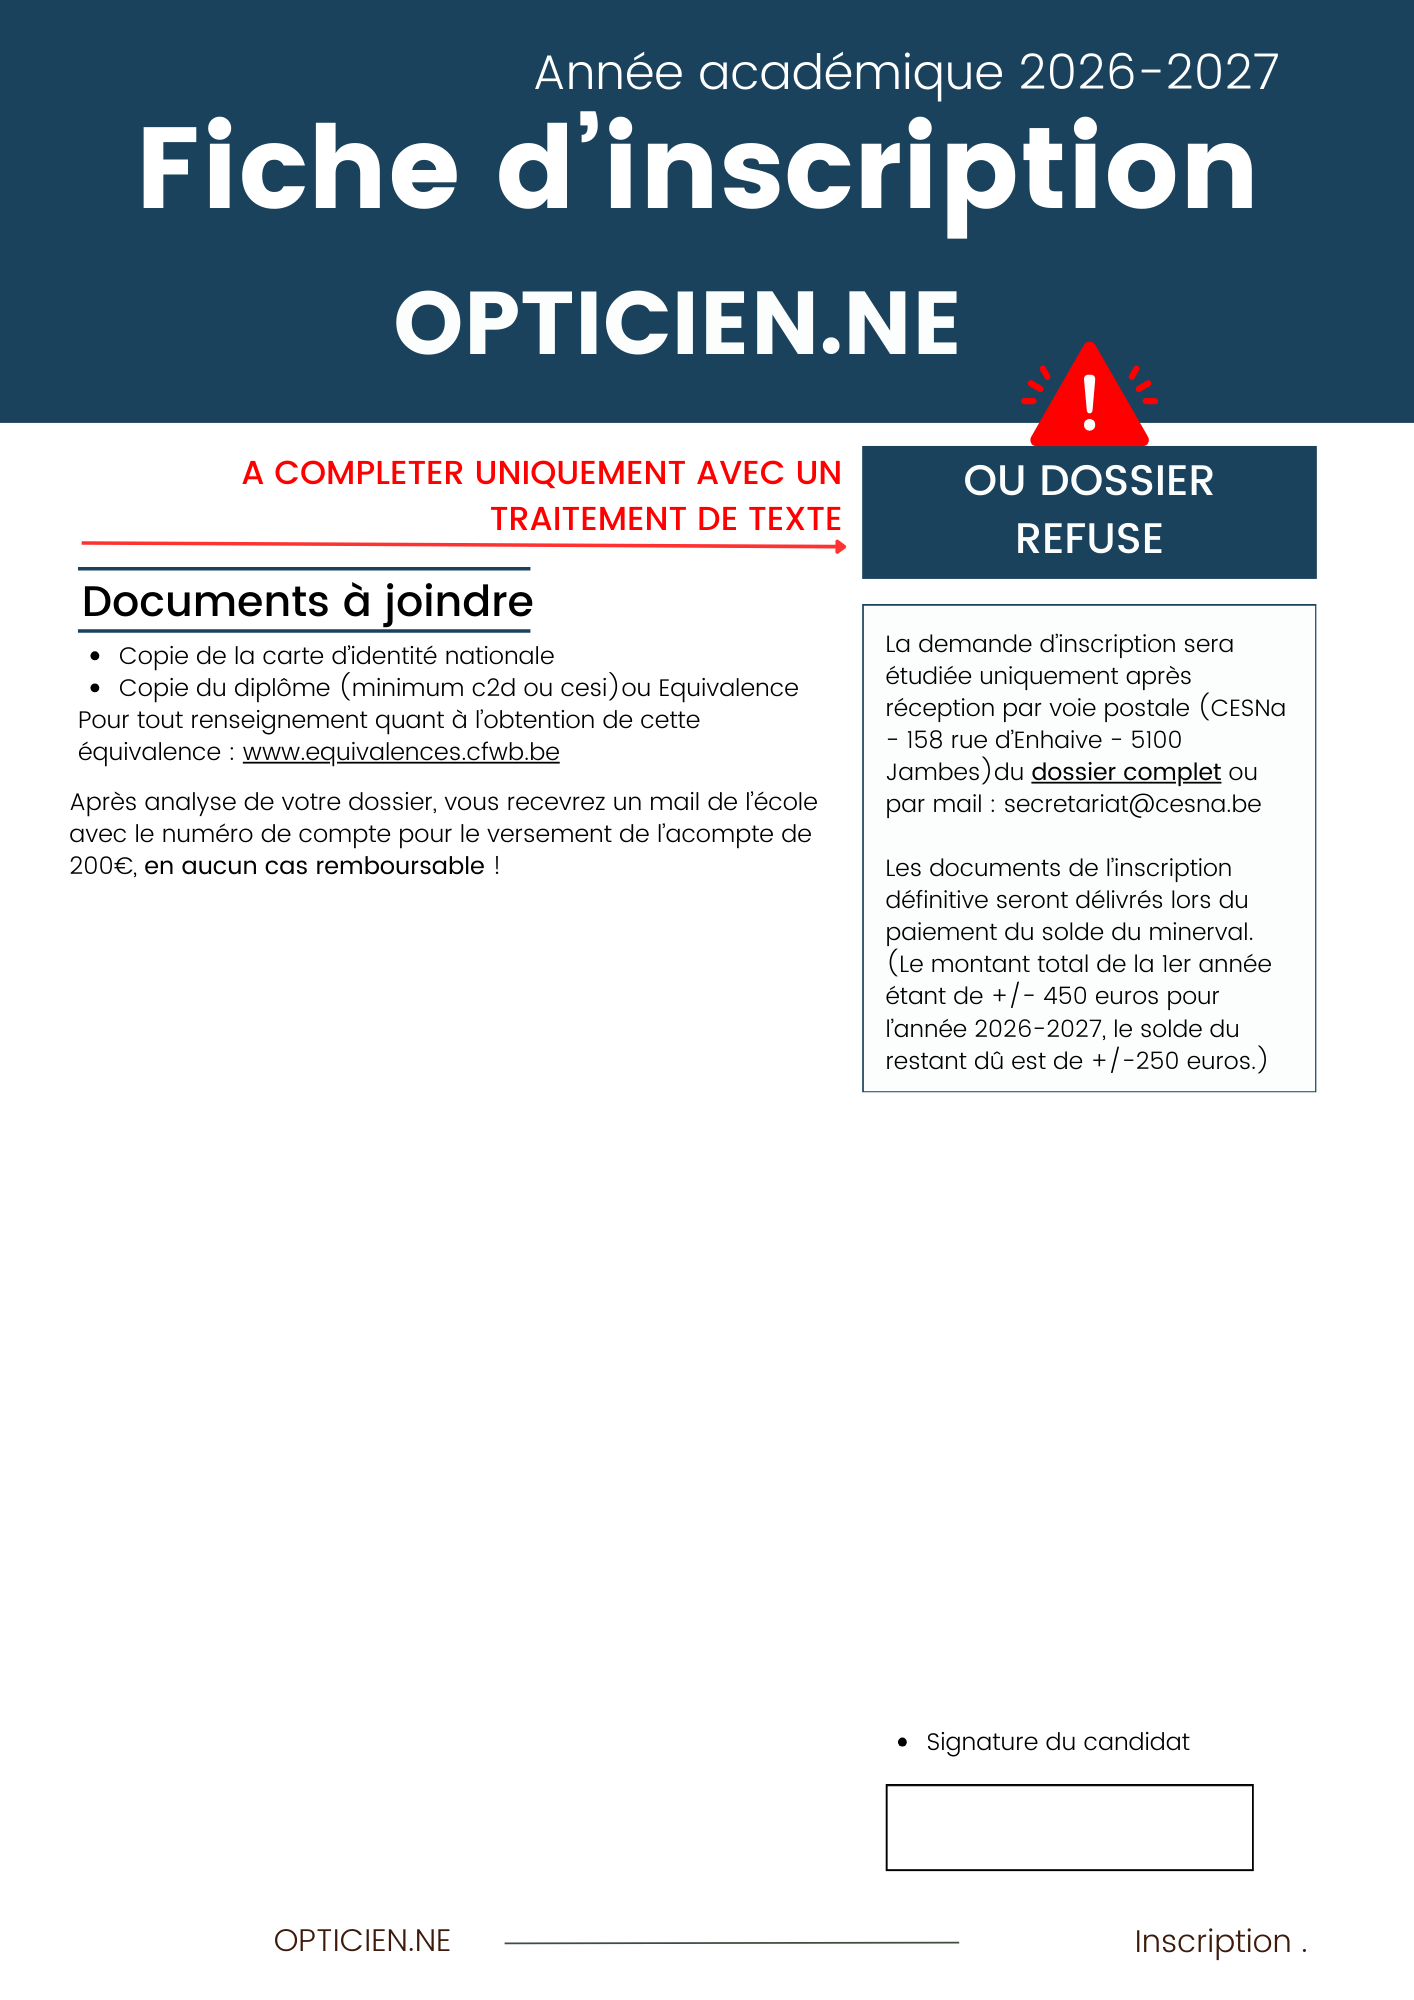 Année académique 2026-2027
Fiche d’inscription
OPTICIEN.NE
A COMPLETER UNIQUEMENT AVEC UN
TRAITEMENT DE TEXTE
OU DOSSIER
REFUSE
Documents à joindre
• Copie de la carte d’identité nationale
• Copie du diplôme (minimum c2d ou cesi)ou Equivalence
Pour tout renseignement quant à l’obtention de cette
équivalence : www.equivalences.cfwb.be
Après analyse de votre dossier, vous recevrez un mail de l’école
avec le numéro de compte pour le versement de l’acompte de
200€, en aucun cas remboursable !
La demande d’inscription sera
étudiée uniquement après
réception par voie postale (CESNa
- 158 rue d’Enhaive - 5100
Jambes)du dossier complet ou
par mail : secretariat@cesna.be
Les documents de l’inscription
définitive seront délivrés lors du
paiement du solde du minerval.
(Le montant total de la 1er année
étant de +/- 450 euros pour
l’année 2026-2027, le solde du
restant dû est de +/-250 euros.)
• Signature du candidat
OPTICIEN.NE
Inscription .